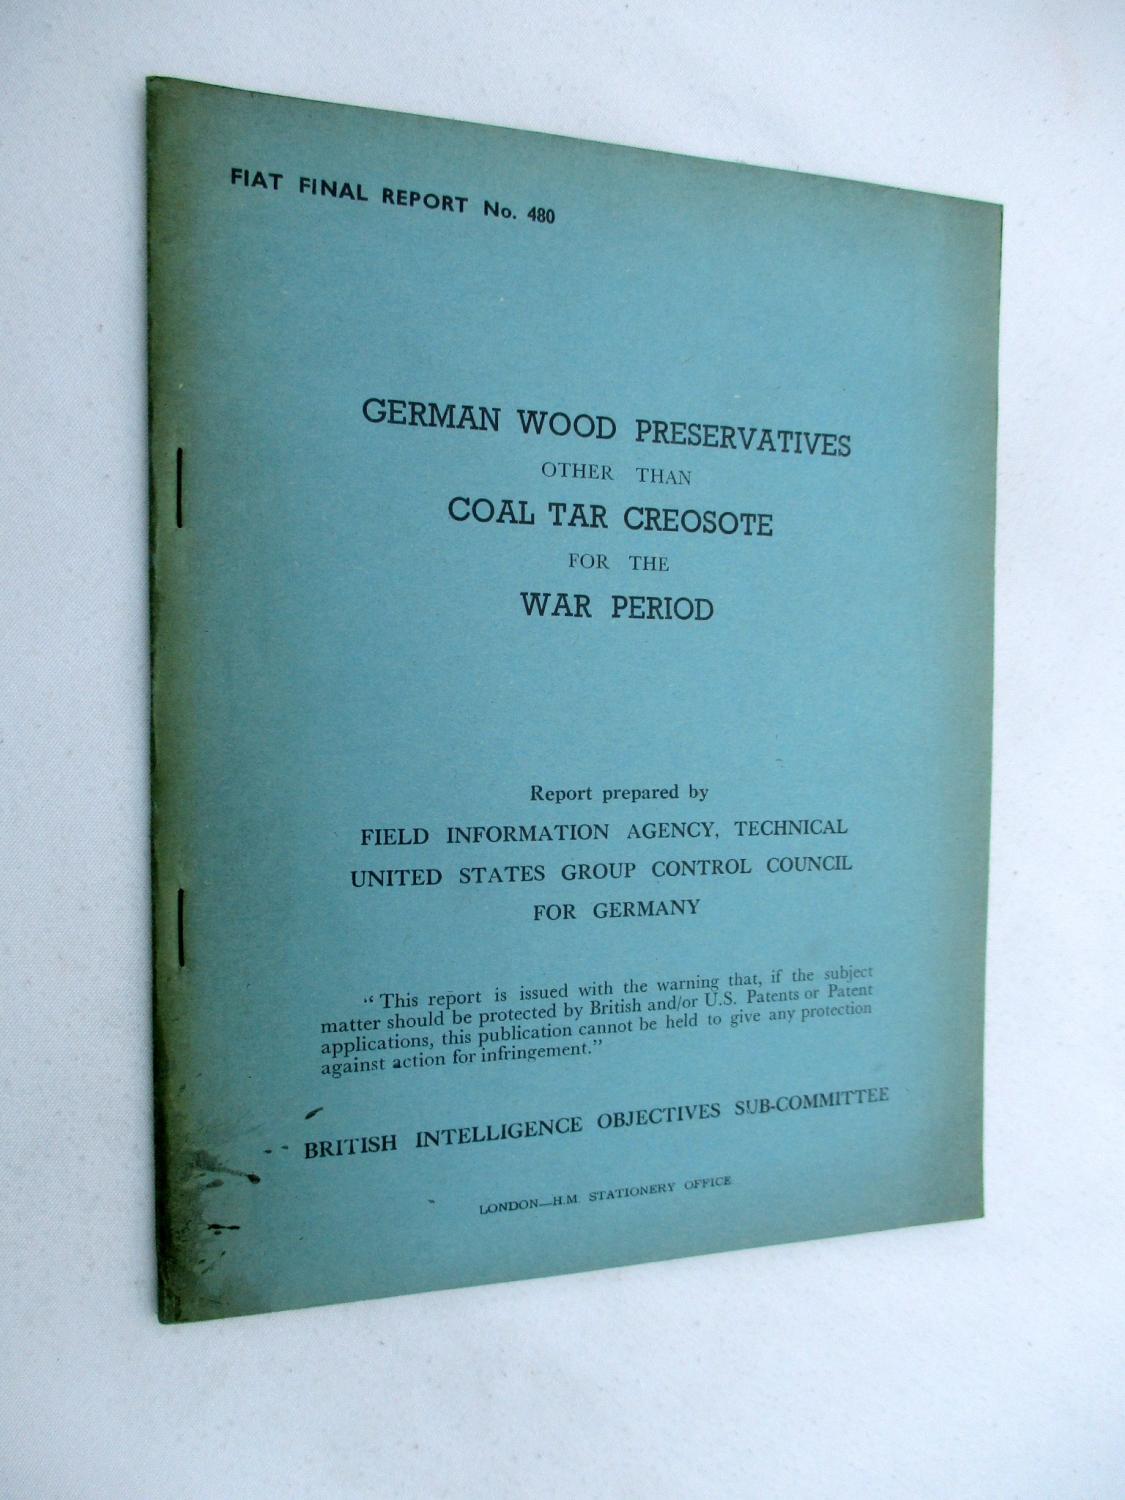 FIAT FINAL REPORT No. 480
GERMAN WOOD PRESERVATIVES
OTHER THAN
COAL TAR CREOSOTE
FOR THE
WAR PERIOD
Report prepared by
FIELD INFORMATION AGENCY, TECHNICAL
UNITED STATES GROUP CONTROL COUNCIL
FOR GERMANY
“This report is issued with the warning that, if the subject
matter should be protected by British and/or U.S. Patents or Patent
applications, this publication cannot be held to give any protection
against action for infringement.”
BRITISH INTELLIGENCE OBJECTIVES SUB-COMMITTEE
LONDON—H.M. STATIONERY OFFICE